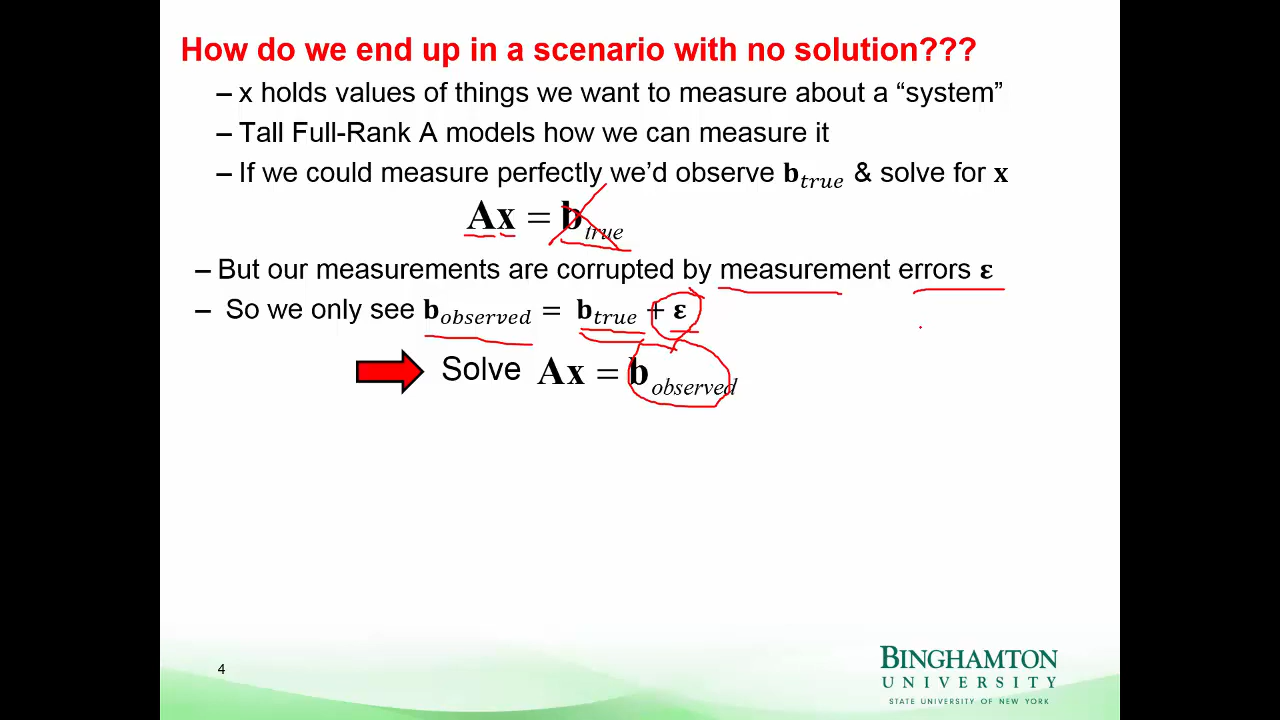 How do we end up in a scenario with no solution???
– x holds values of things we want to measure about a “system”
– Tall Full-Rank A models how we can measure it
– If we could measure perfectly we’d observe 𝐛_𝑡𝑟𝑢𝑒 & solve for 𝐱
Ax = b_true
– But our measurements are corrupted by measurement errors 𝛆
– So we only see 𝐛_𝑜𝑏𝑠𝑒𝑟𝑣𝑒𝑑 = 𝐛_𝑡𝑟𝑢𝑒 + 𝛆
Solve Ax = b_observed
4
BINGHAMTON
UNIVERSITY
STATE UNIVERSITY OF NEW YORK